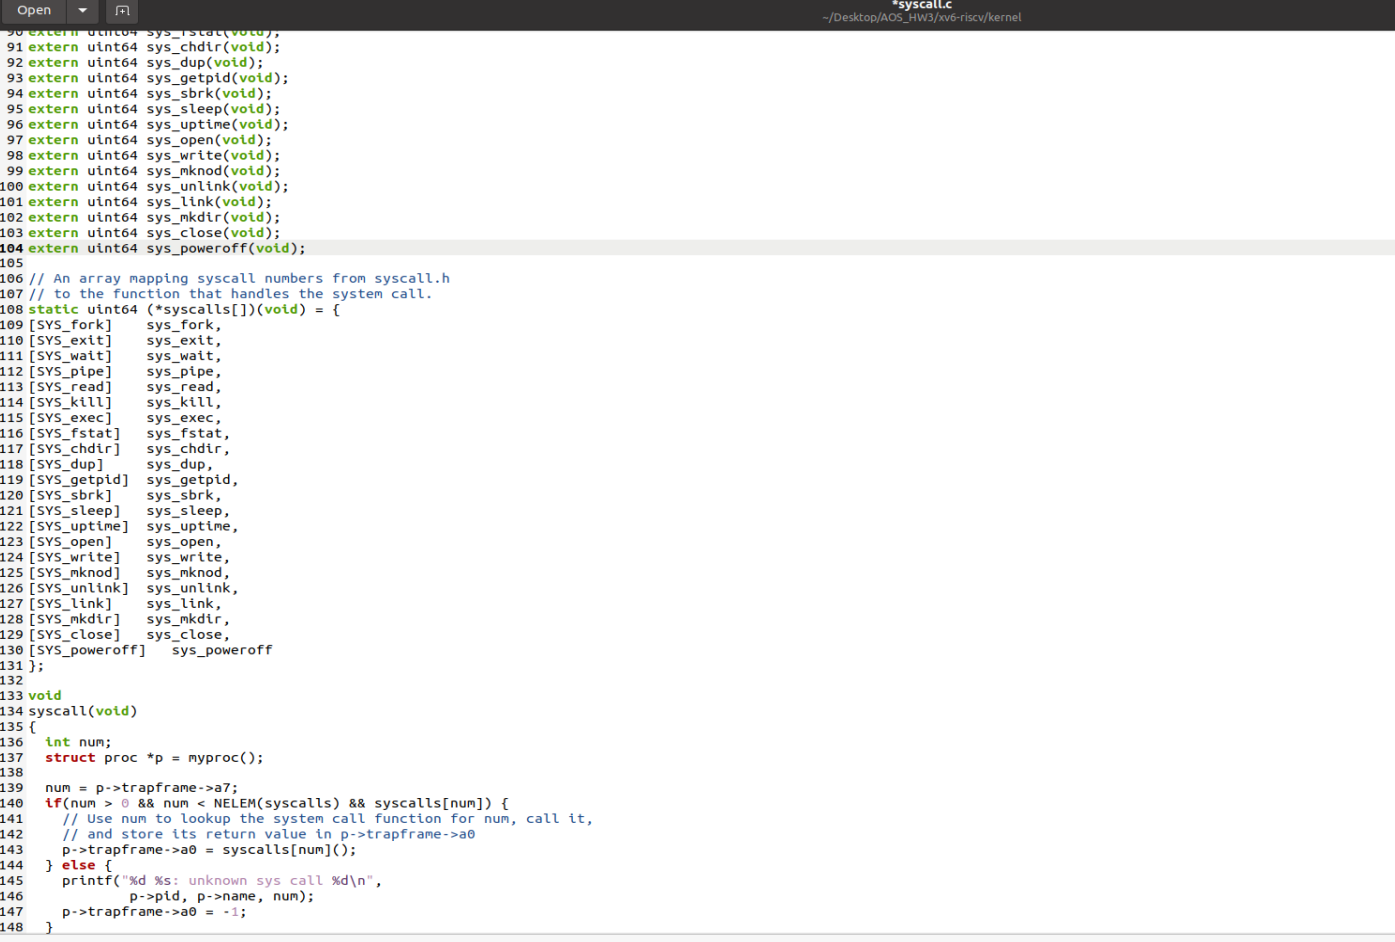 Open
*syscall.c
~/Desktop/AOS_HW3/xv6-riscv/kernel
90 extern uint64 sys_fstat(void);
91 extern uint64 sys_chdir(void);
92 extern uint64 sys_dup(void);
93 extern uint64 sys_getpid(void);
94 extern uint64 sys_sbrk(void);
95 extern uint64 sys_sleep(void);
96 extern uint64 sys_uptime(void);
97 extern uint64 sys_open(void);
98 extern uint64 sys_write(void);
99 extern uint64 sys_mknod(void);
100 extern uint64 sys_unlink(void);
101 extern uint64 sys_link(void);
102 extern uint64 sys_mkdir(void);
103 extern uint64 sys_close(void);
104 extern uint64 sys_poweroff(void);
105
106 // An array mapping syscall numbers from syscall.h
107 // to the function that handles the system call.
108 static uint64 (*syscalls[])(void) = {
109 [SYS_fork]    sys_fork,
110 [SYS_exit]    sys_exit,
111 [SYS_wait]    sys_wait,
112 [SYS_pipe]    sys_pipe,
113 [SYS_read]    sys_read,
114 [SYS_kill]    sys_kill,
115 [SYS_exec]    sys_exec,
116 [SYS_fstat]   sys_fstat,
117 [SYS_chdir]   sys_chdir,
118 [SYS_dup]     sys_dup,
119 [SYS_getpid]  sys_getpid,
120 [SYS_sbrk]    sys_sbrk,
121 [SYS_sleep]   sys_sleep,
122 [SYS_uptime]  sys_uptime,
123 [SYS_open]    sys_open,
124 [SYS_write]   sys_write,
125 [SYS_mknod]   sys_mknod,
126 [SYS_unlink]  sys_unlink,
127 [SYS_link]    sys_link,
128 [SYS_mkdir]   sys_mkdir,
129 [SYS_close]   sys_close,
130 [SYS_poweroff]   sys_poweroff
131 };
132
133 void
134 syscall(void)
135 {
136   int num;
137   struct proc *p = myproc();
138
139   num = p->trapframe->a7;
140   if(num > 0 && num < NELEM(syscalls) && syscalls[num]) {
141     // Use num to lookup the system call function for num, call it,
142     // and store its return value in p->trapframe->a0
143     p->trapframe->a0 = syscalls[num]();
144   } else {
145     printf("%d %s: unknown sys call %d\n",
146             p->pid, p->name, num);
147     p->trapframe->a0 = -1;
148   }